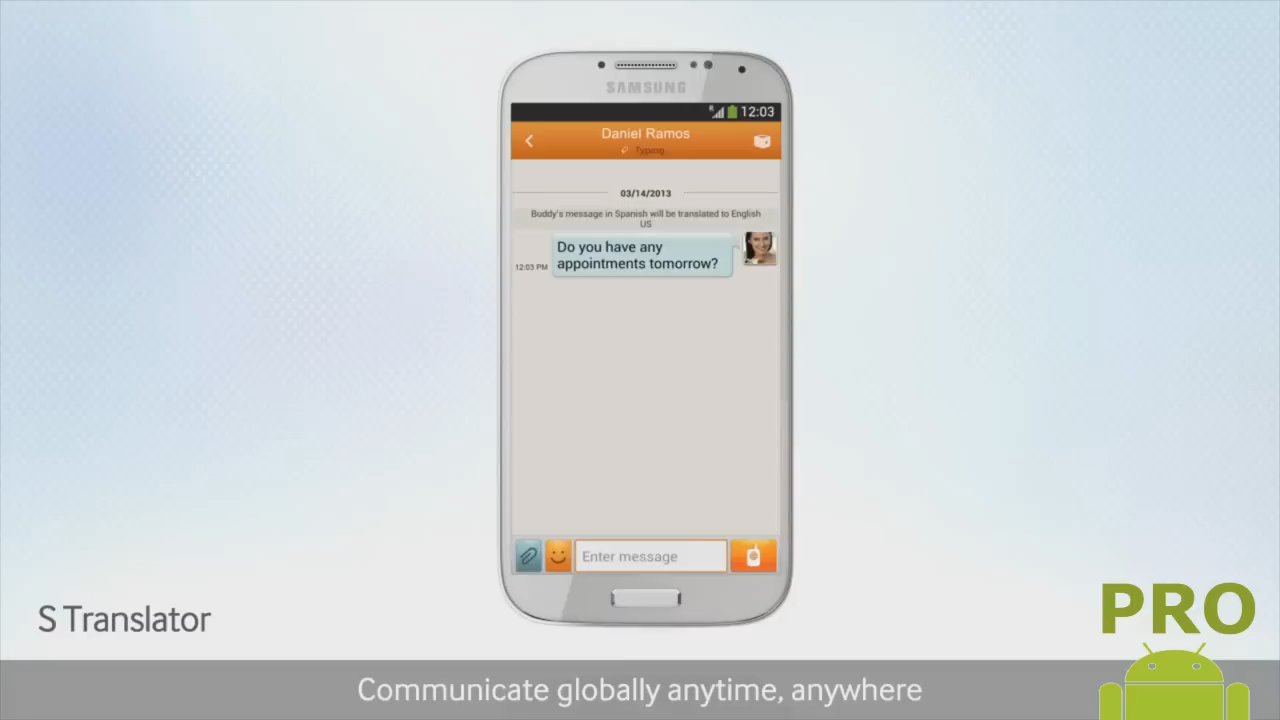 SAMSUNG
R
12:03
Daniel Ramos
Typing..
03/14/2013
Buddy's message in Spanish will be translated to English
US
Do you have any
appointments tomorrow?
12:03 PM
Enter message
S Translator
PRO
Communicate globally anytime, anywhere